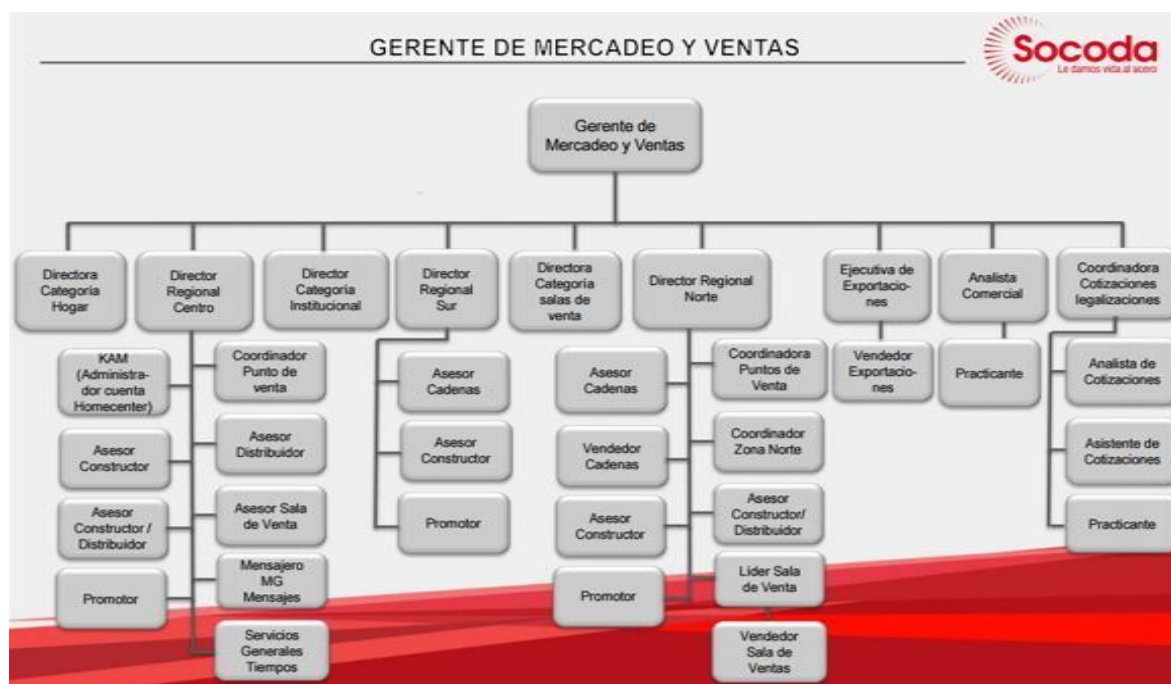 GERENTE DE MERCADEO Y VENTAS
Socoda
Le damos vida al acero
Gerente de
Mercadeo y Ventas
Directora
Categoría
Hogar
Director
Regional
Centro
Director
Categoría
Institucional
Director
Regional
Sur
Directora
Categoría
salas de
venta
Director Regional
Norte
Ejecutiva de
Exportacio-
nes
Analista
Comercial
Coordinadora
Cotizaciones
legalizaciones
KAM
(Administra-
dor cuenta
Homecenter)
Asesor
Constructor
Asesor
Constructor /
Distribuidor
Promotor
Coordinador
Punto de
venta
Asesor
Distribuidor
Asesor Sala
de Venta
Mensajero
MG
Mensajes
Servicios
Generales
Tiempos
Asesor
Cadenas
Asesor
Constructor
Promotor
Asesor
Cadenas
Vendedor
Cadenas
Asesor
Constructor
Promotor
Coordinadora
Puntos de
Venta
Coordinador
Zona Norte
Asesor
Constructor/
Distribuidor
Lider Sala
de Venta
Vendedor
Sala de
Ventas
Vendedor
Exportacio-
nes
Practicante
Analista de
Cotizaciones
Asistente de
Cotizaciones
Practicante